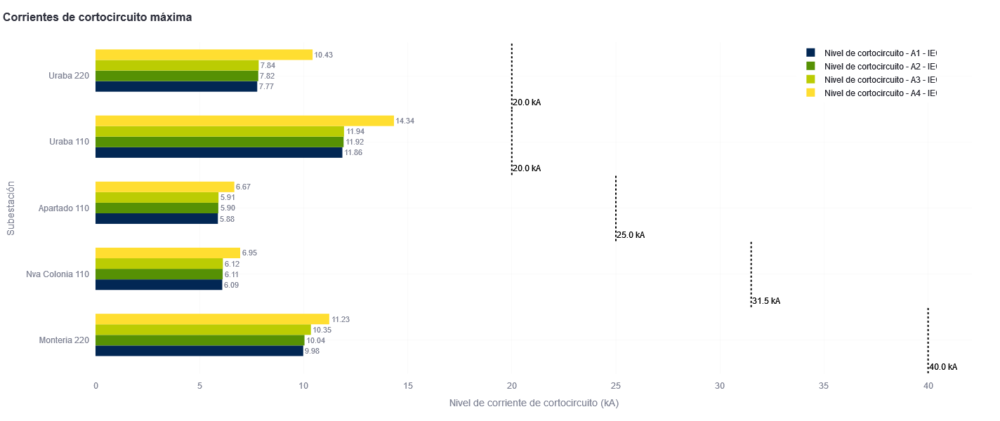 Corrientes de cortocircuito máxima
Nivel de cortocircuito - A1 - IE
Nivel de cortocircuito - A2 - IE
Nivel de cortocircuito - A3 - IE
Nivel de cortocircuito - A4 - IE
Subestación
Uraba 220
10.43
7.84
7.82
7.77
20.0 kA
Uraba 110
14.34
11.94
11.92
11.86
20.0 kA
Apartado 110
6.67
5.91
5.90
5.88
25.0 kA
Nva Colonia 110
6.95
6.12
6.11
6.09
31.5 kA
Monteria 220
11.23
10.35
10.04
9.98
40.0 kA
0 5 10 15 20 25 30 35 40
Nivel de corriente de cortocircuito (kA)